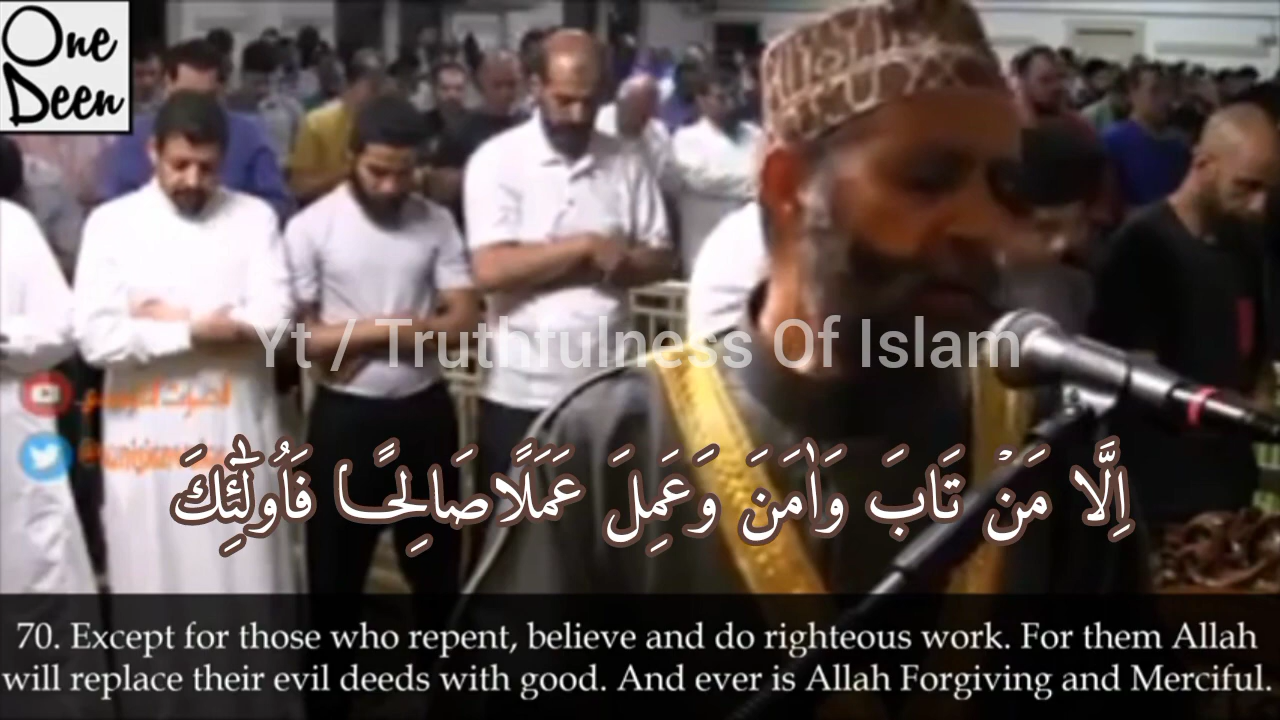 One
Deen
Yt / Truthfulness Of Islam
اِلَّا مَنۡ تَابَ وَاٰمَنَ وَعَمِلَ عَمَلًا صَالِحًـا فَاُولٰٓٮِٕكَ
70. Except for those who repent, believe and do righteous work. For them Allah
will replace their evil deeds with good. And ever is Allah Forgiving and Merciful.